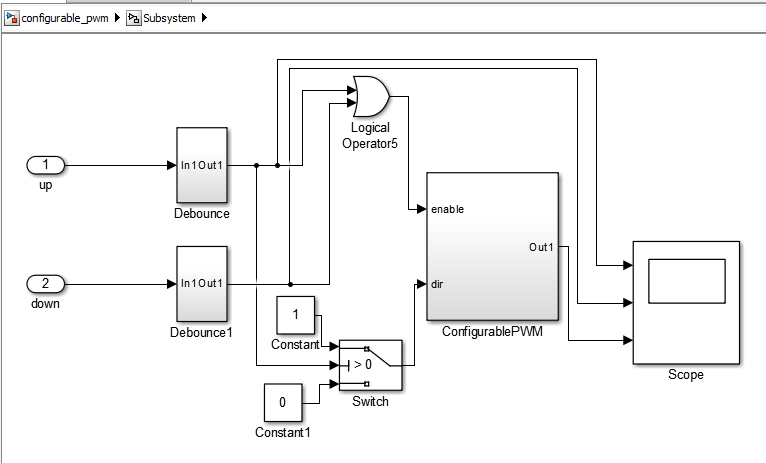 configurable_pwm
Subsystem
Logical
Operator5
1
up
In1 Out1
Debounce
enable
Out1
2
down
In1 Out1
Debounce1
dir
1
Constant
ConfigurablePWM
> 0
Scope
0
Switch
Constant1